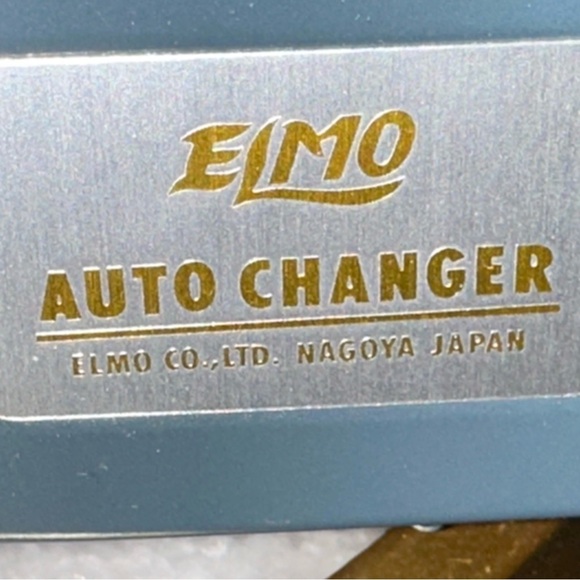 ELMO
AUTO CHANGER
ELMO CO.,LTD. NAGOYA JAPAN